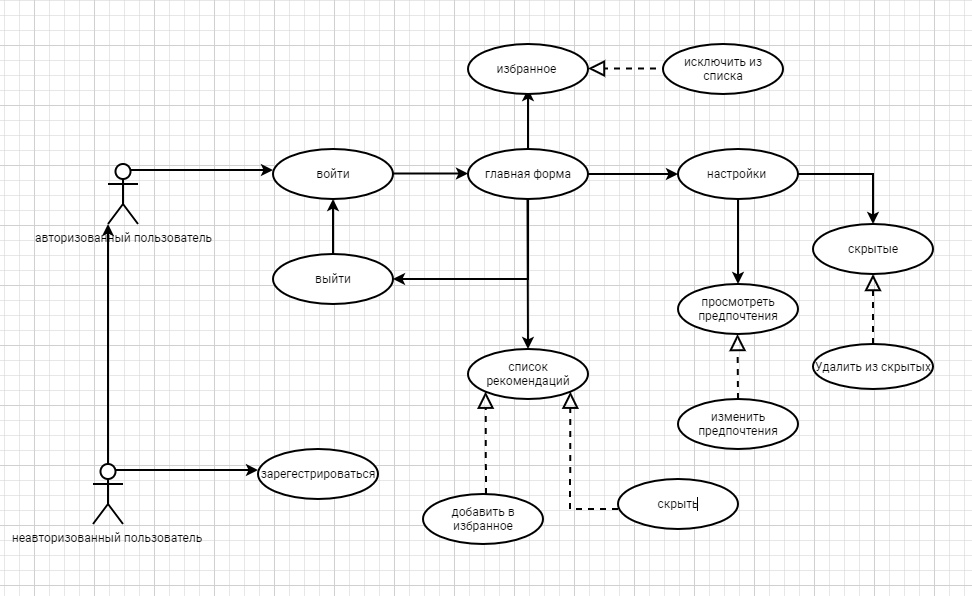 избранное
исключить из
списка
войти
главная форма
настройки
авторизованный пользователь
скрытые
выйти
просмотреть
предпочтения
список
рекомендаций
Удалить из скрытых
изменить
предпочтения
зарегестрироваться
добавить в
избранное
скрыть
неавторизованный пользователь